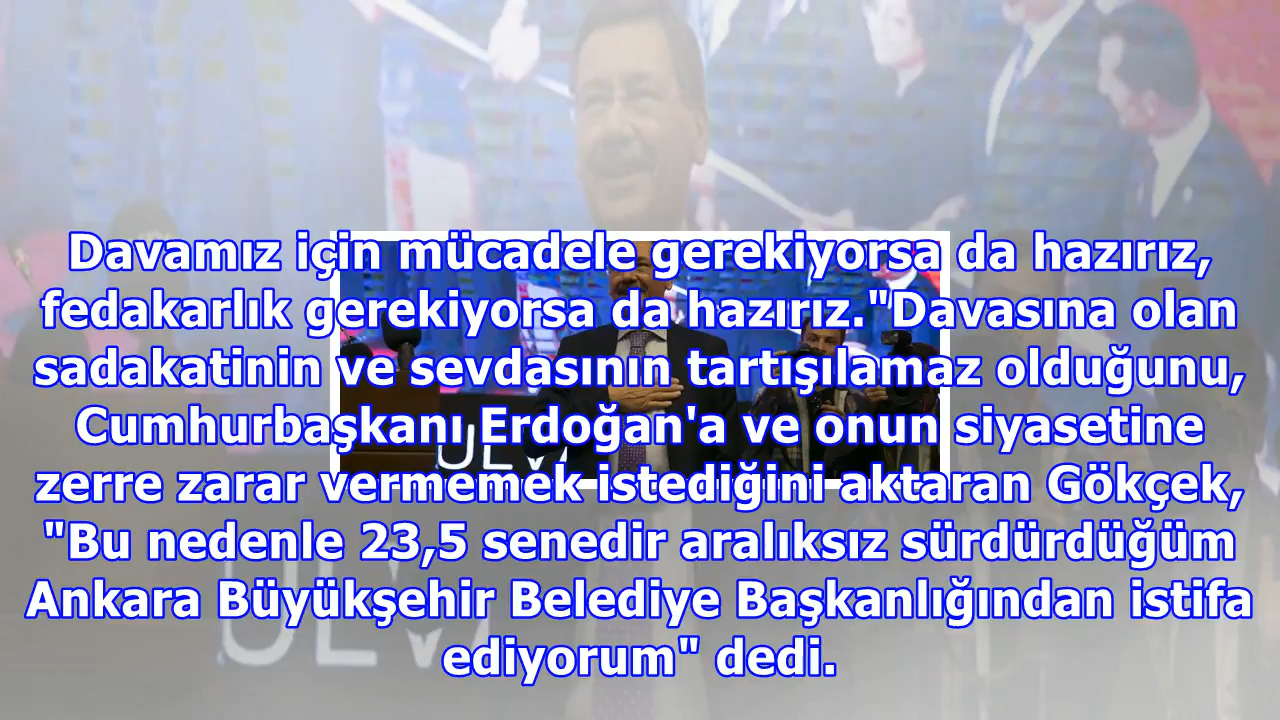 Davamız için mücadele gerekiyorsa da hazırız,
fedakarlık gerekiyorsa da hazırız."Davasına olan
sadakatinin ve sevdasının tartışılamaz olduğunu,
Cumhurbaşkanı Erdoğan'a ve onun siyasetine
zerre zarar vermemek istediğini aktaran Gökçek,
"Bu nedenle 23,5 senedir aralıksız sürdürdüğüm
Ankara Büyükşehir Belediye Başkanlığından istifa
ediyorum" dedi.